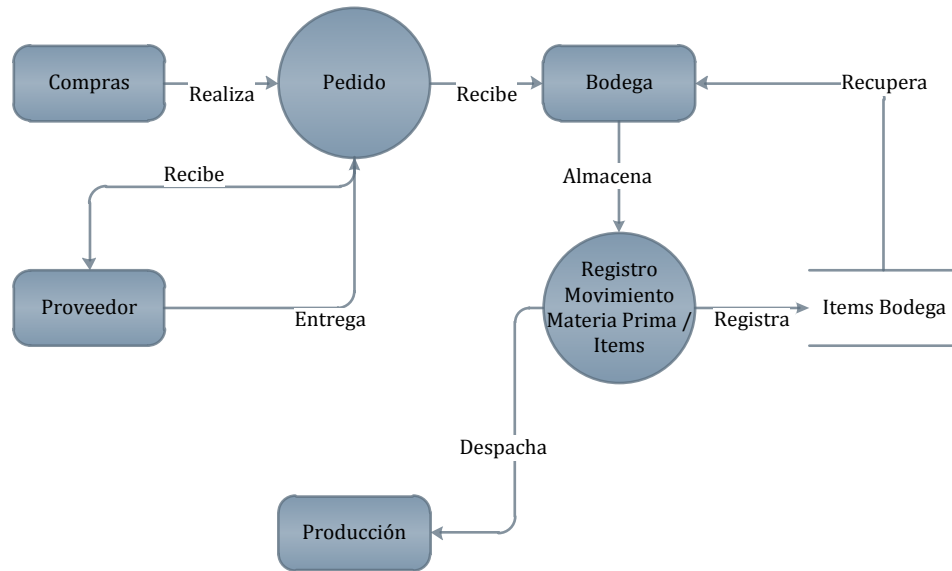 Compras
Realiza
Pedido
Recibe
Bodega
Recupera
Recibe
Almacena
Proveedor
Entrega
Registro
Movimiento
Materia Prima /
Items
Registra
Items Bodega
Despacha
Producción